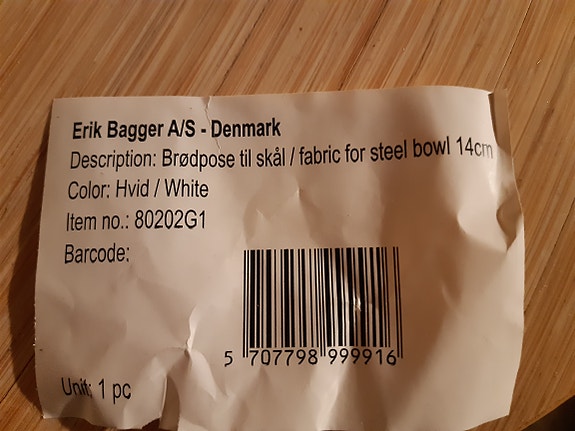 Erik Bagger A/S - Denmark
Description: Brødpose til skål / fabric for steel bowl 14cm
Color: Hvid / White
Item no.: 80202G1
Barcode:
5 707798 999916
Unit: 1 pc